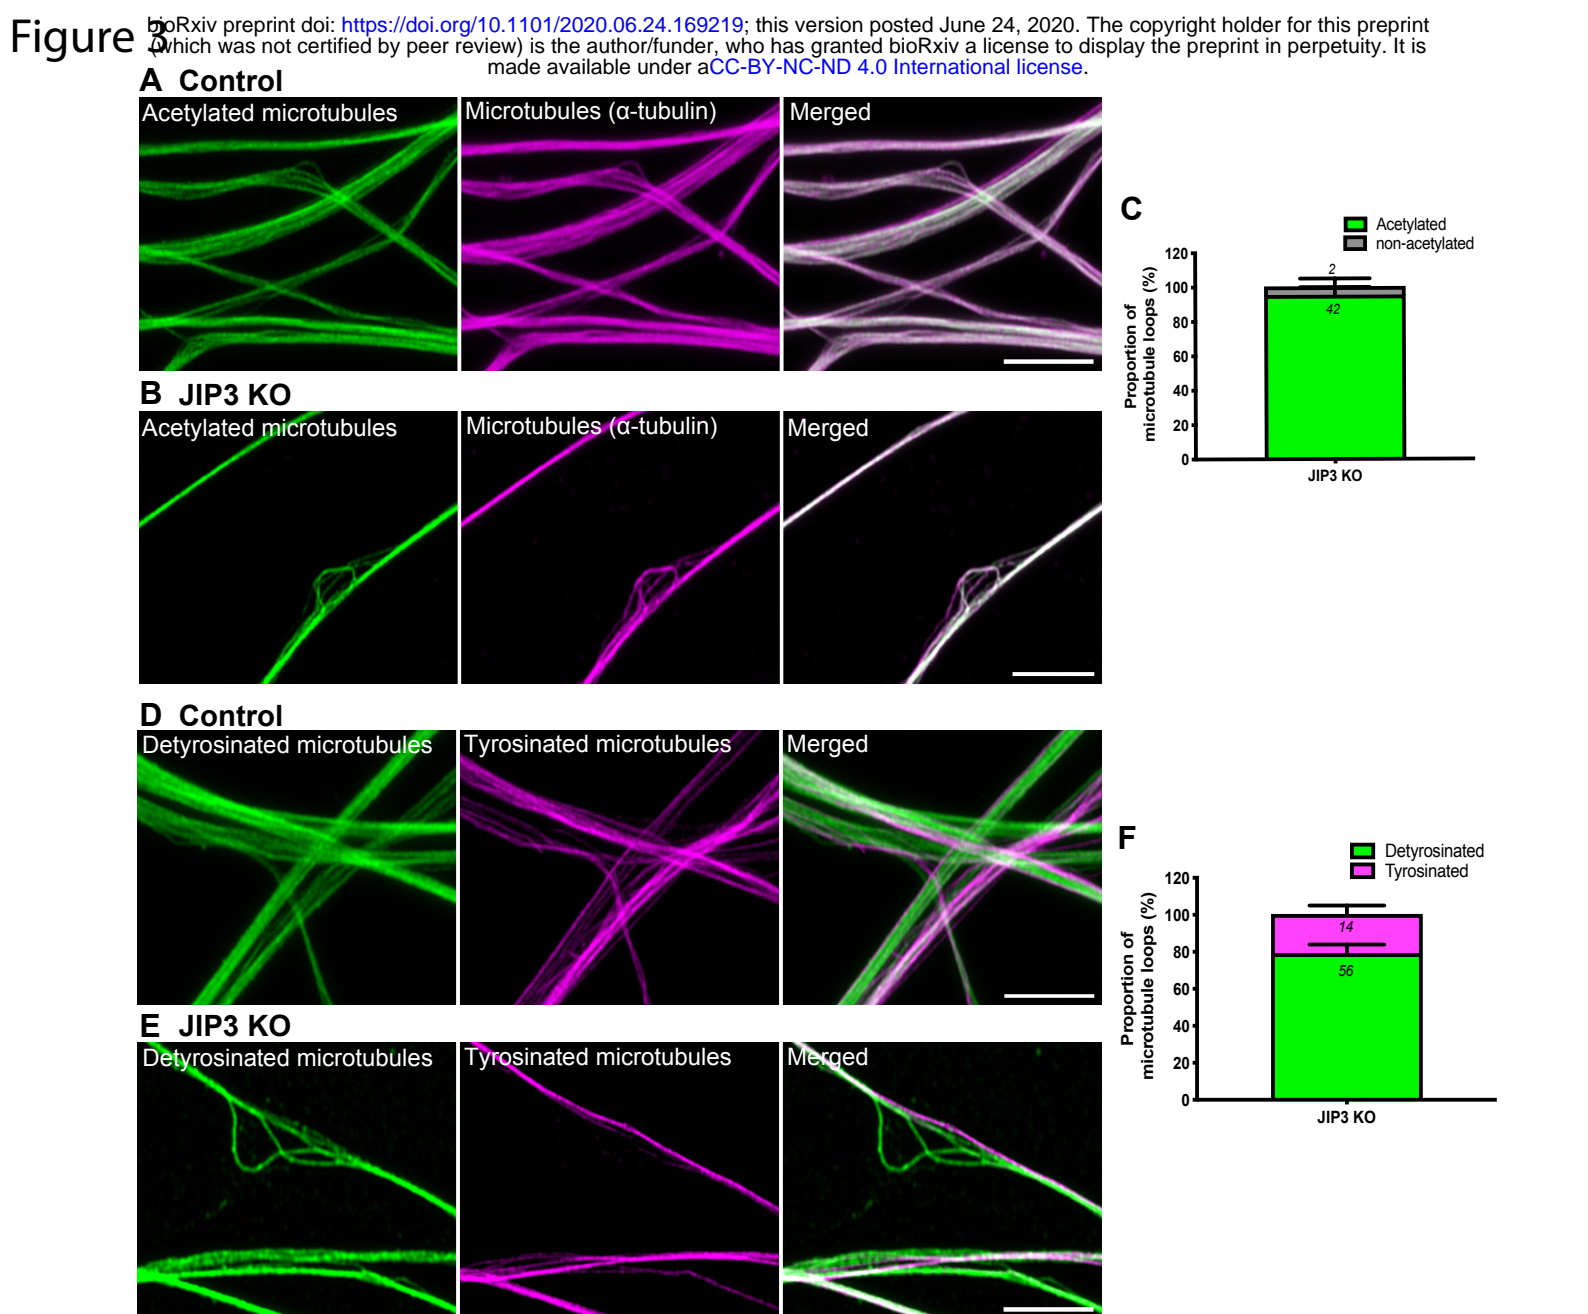 Figure 3
bioRxiv preprint doi: https://doi.org/10.1101/2020.06.24.169219; this version posted June 24, 2020. The copyright holder for this preprint
(which was not certified by peer review) is the author/funder, who has granted bioRxiv a license to display the preprint in perpetuity. It is
made available under aCC-BY-NC-ND 4.0 International license.
A Control
Acetylated microtubules
Microtubules (α-tubulin)
Merged
B JIP3 KO
Acetylated microtubules
Microtubules (α-tubulin)
Merged
C
Acetylated
non-acetylated
Proportion of
microtubule loops (%)
120
100
80
60
40
20
0
2
42
JIP3 KO
D Control
Detyrosinated microtubules
Tyrosinated microtubules
Merged
E JIP3 KO
Detyrosinated microtubules
Tyrosinated microtubules
Merged
F
Detyrosinated
Tyrosinated
Proportion of
microtubule loops (%)
120
100
80
60
40
20
0
14
56
JIP3 KO